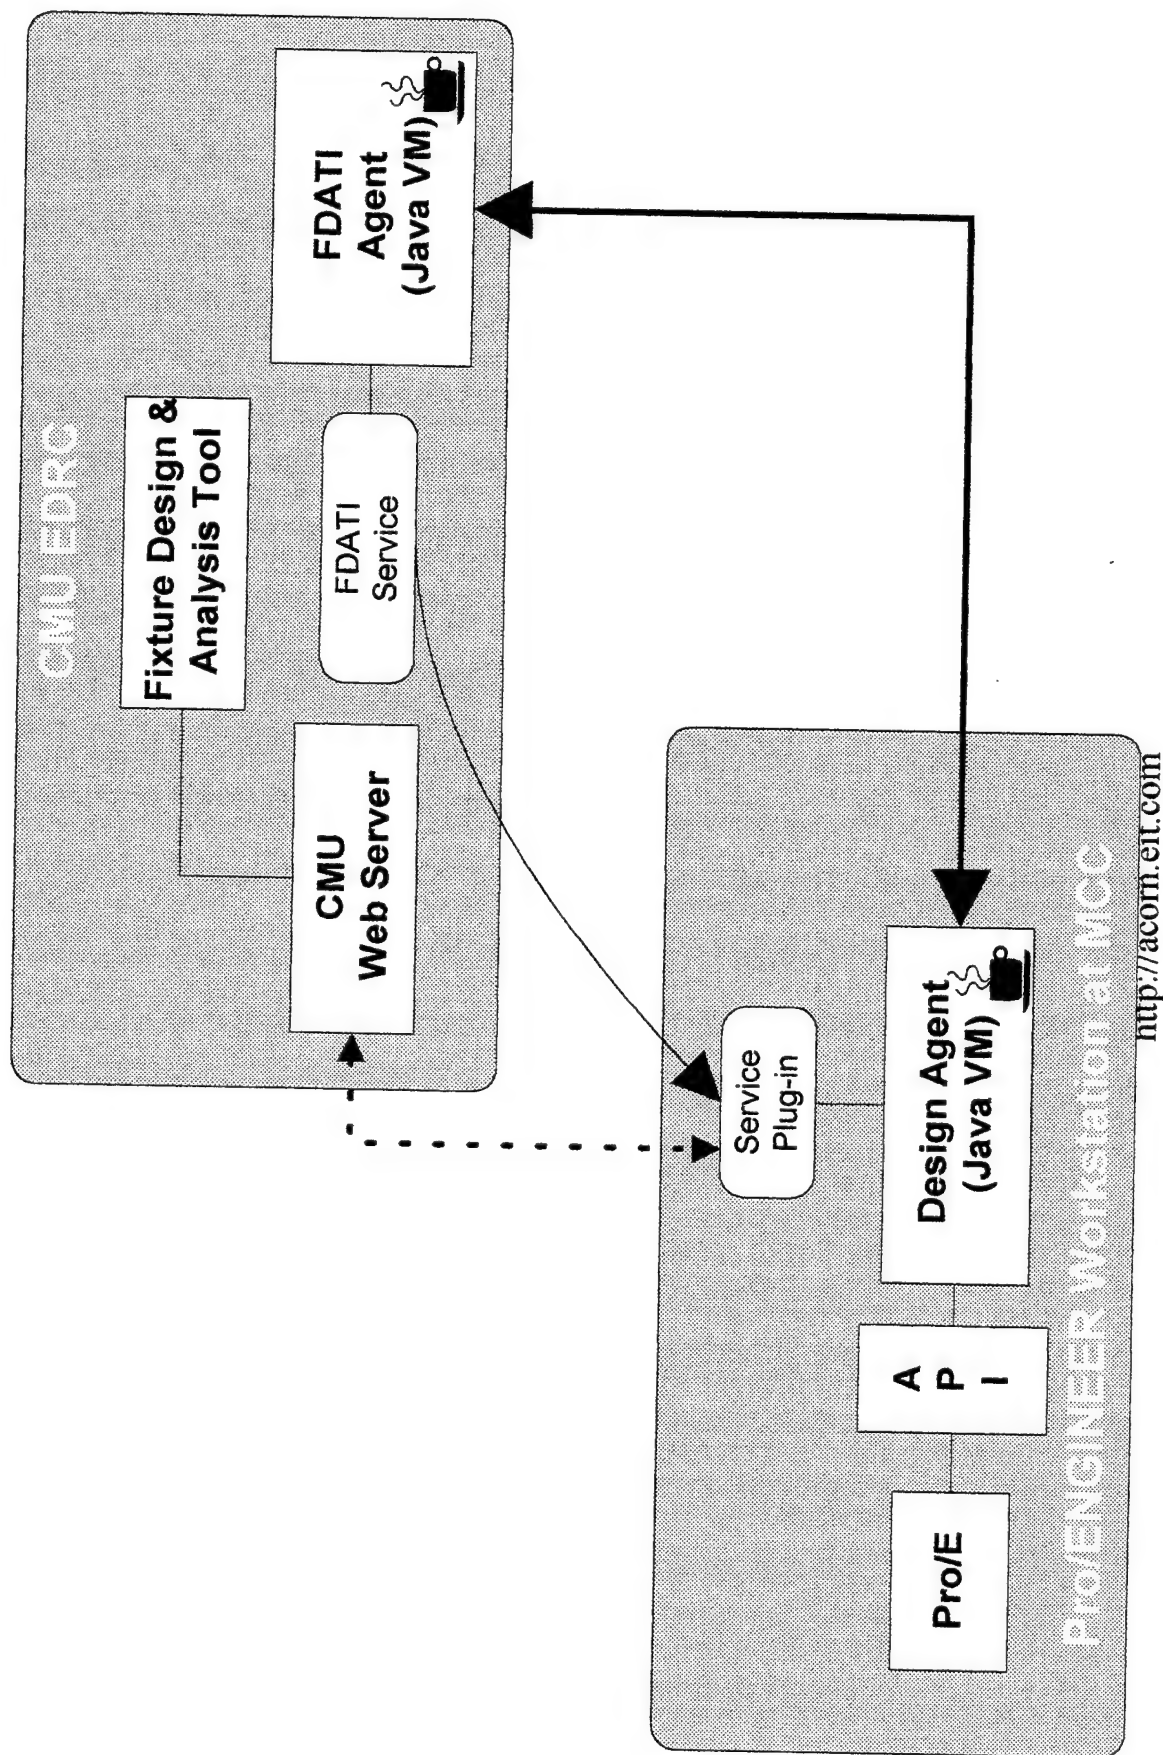 CMU EDRC
Fixture Design &
Analysis Tool
CMU
Web Server
FDATI
Service
FDATI
Agent
(Java VM)
Service
Plug-in
Pro/E
A
P
I
Design Agent
(Java VM)
Pro/ENGINEER Workstation at MCC
http://acorn.eit.com